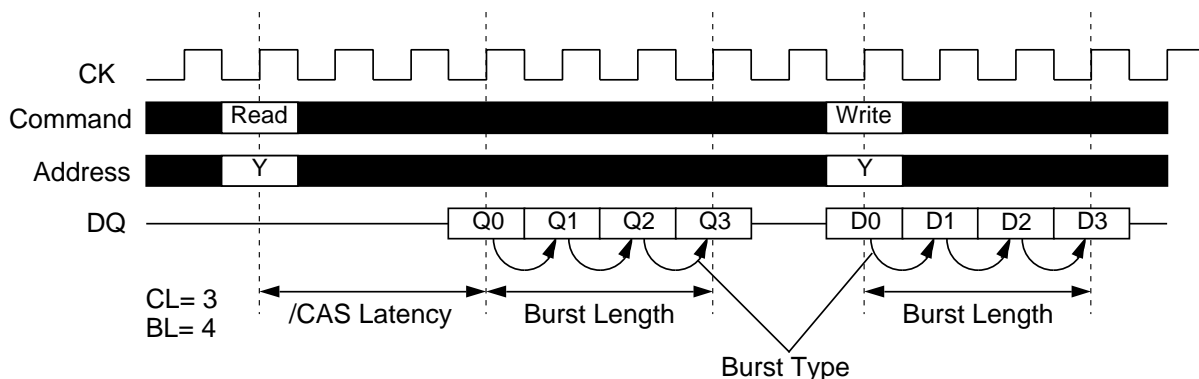 CK
Command Read Write
Address Y Y
DQ Q0 Q1 Q2 Q3 D0 D1 D2 D3
CL= 3
BL= 4
/CAS Latency Burst Length Burst Length
Burst Type